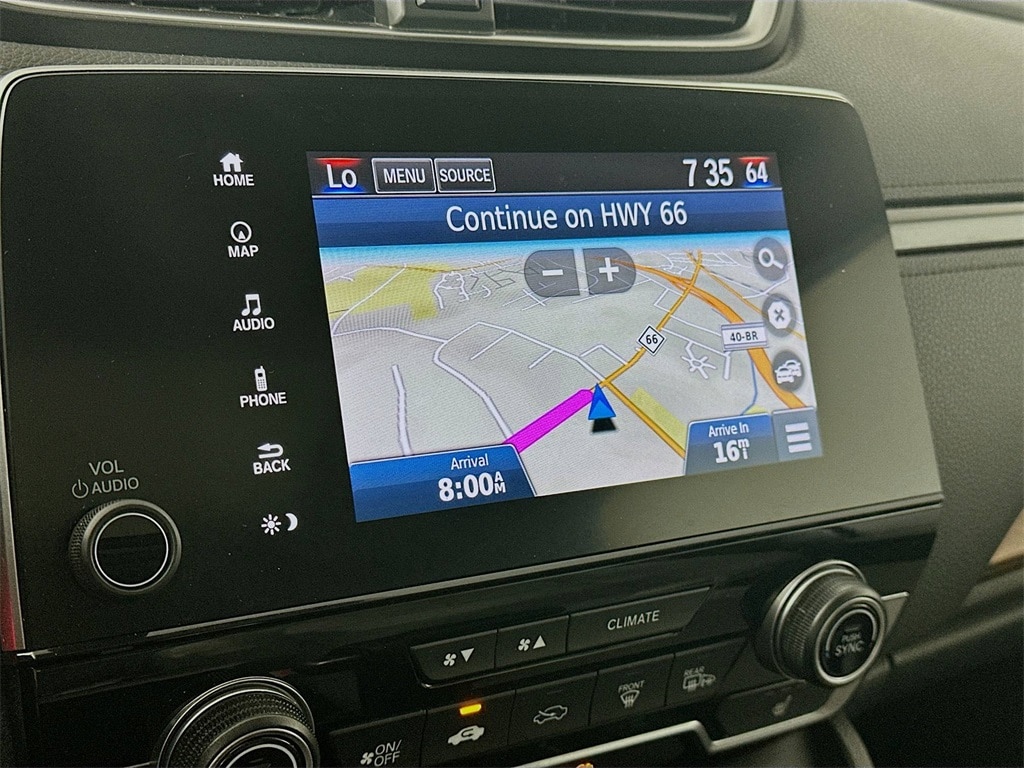 HOME
MAP
AUDIO
PHONE
BACK
VOL
AUDIO
Lo MENU SOURCE 7 35 64
Continue on HWY 66
− +
66
40-BR
Arrival
8:00AM
Arrive In
16mi
CLIMATE
PUSH
SYNC
ON/
OFF
FRONT
REAR